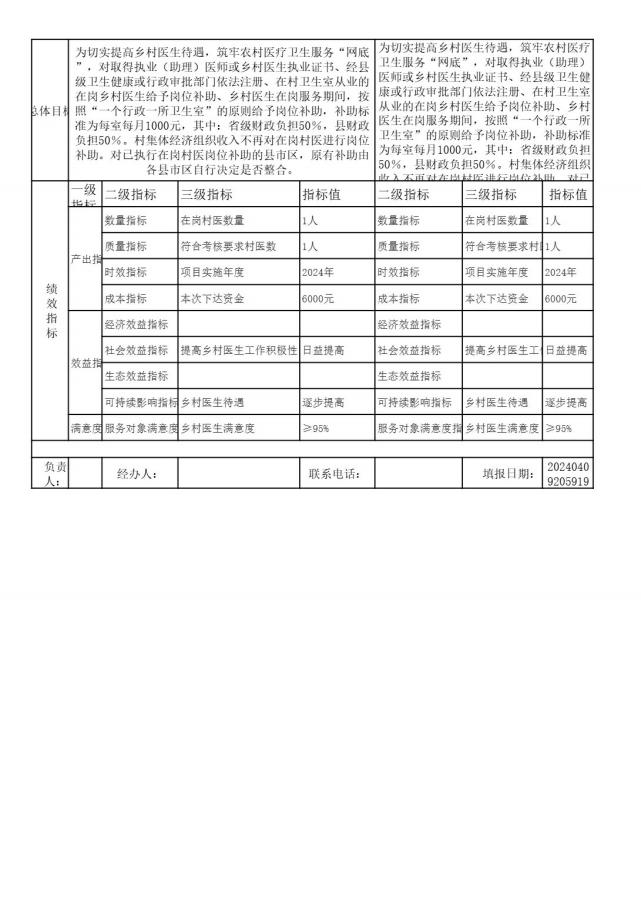 总体目标
为切实提高乡村医生待遇，筑牢农村医疗卫生服务“网底
”，对取得执业（助理）医师或乡村医生执业证书、经县
级卫生健康或行政审批部门依法注册、在村卫生室从业的
在岗乡村医生给予岗位补助、乡村医生在岗服务期间，按
照“一个行政一所卫生室”的原则给予岗位补助，补助标
准为每室每月1000元，其中：省级财政负担50%，县财政
负担50%。村集体经济组织收入不再对在岗村医进行岗位
补助。对已执行在岗村医岗位补助的县市区，原有补助由
各县市区自行决定是否整合。
为切实提高乡村医生待遇，筑牢农村医疗
卫生服务“网底”，对取得执业（助理）
医师或乡村医生执业证书、经县级卫生健
康或行政审批部门依法注册、在村卫生室
从业的在岗乡村医生给予岗位补助、乡村
医生在岗服务期间，按照“一个行政一所
卫生室”的原则给予岗位补助，补助标准
为每室每月1000元，其中：省级财政负担
50%，县财政负担50%。村集体经济组织
收入不再对在岗村医进行岗位补助。对已
绩效指标
一级指标 二级指标 三级指标 指标值 二级指标 三级指标 指标值
产出指
数量指标 在岗村医数量 1人 数量指标 在岗村医数量 1人
质量指标 符合考核要求村医数 1人 质量指标 符合考核要求村医 1人
时效指标 项目实施年度 2024年 时效指标 项目实施年度 2024年
成本指标 本次下达资金 6000元 成本指标 本次下达资金 6000元
效益指
经济效益指标 经济效益指标
社会效益指标 提高乡村医生工作积极性 日益提高 社会效益指标 提高乡村医生工作 日益提高
生态效益指标 生态效益指标
可持续影响指标 乡村医生待遇 逐步提高 可持续影响指标 乡村医生待遇 逐步提高
满意度 服务对象满意度 乡村医生满意度 ≥95% 服务对象满意度指 乡村医生满意度 ≥95%
负责人： 经办人： 联系电话： 填报日期： 20240409205919